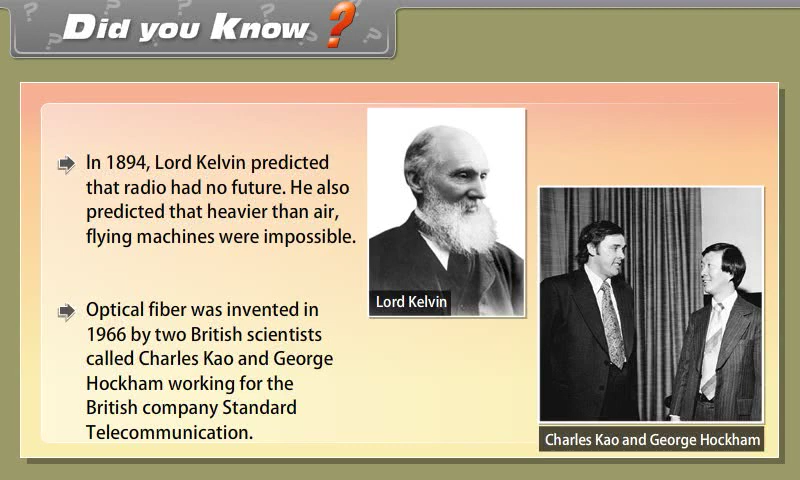 Did you Know ?
In 1894, Lord Kelvin predicted
that radio had no future. He also
predicted that heavier than air,
flying machines were impossible.
Lord Kelvin
Optical fiber was invented in
1966 by two British scientists
called Charles Kao and George
Hockham working for the
British company Standard
Telecommunication.
Charles Kao and George Hockham